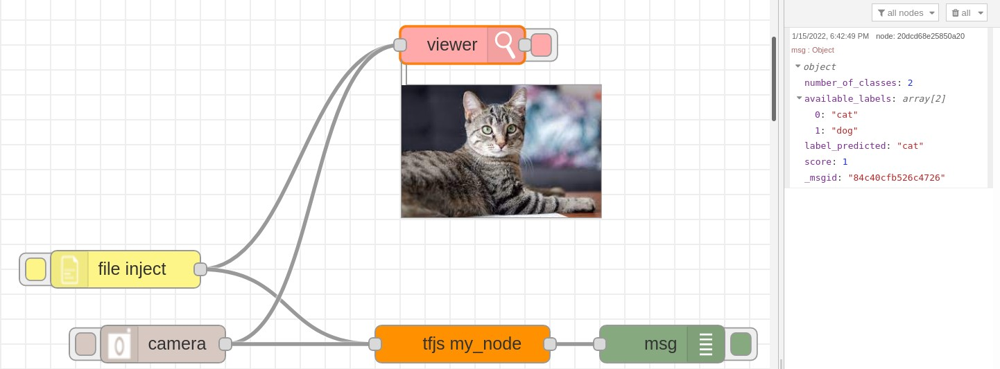 viewer
file inject
camera
tfjs my_node
msg
all nodes
all
1/15/2022, 6:42:49 PM node: 20dcd68e25850a20
msg : Object
object
number_of_classes: 2
available_labels: array[2]
0: "cat"
1: "dog"
label_predicted: "cat"
score: 1
_msgid: "84c40cfb526c4726"